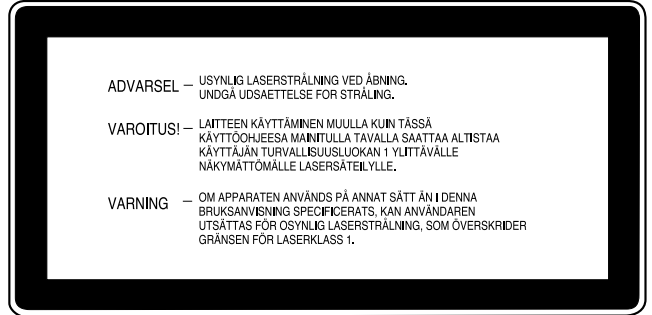 ADVARSEL – USYNLIG LASERSTRÅLNING VED ÅBNING.
UNDGÅ UDSAETTELSE FOR STRÅLING.
VAROITUS! – LAITTEEN KÄYTTÄMINEN MUULLA KUIN TÄSSÄ
KÄYTTÖOHJEESA MAINITULLA TAVALLA SAATTAA ALTISTAA
KÄYTTÄJÄN TURVALLISUUSLUOKAN 1 YLITTÄVÄLLE
NÄKYMÄTTÖMÄLLE LASERSÄTEILYLLE.
VARNING – OM APPARATEN ANVÄNDS PÅ ANNAT SÄTT ÄN I DENNA
BRUKSANVISNING SPECIFICERATS, KAN ANVÄNDAREN
UTSÄTTAS FÖR OSYNLIG LASERSTRÅLNING, SOM ÖVERSKRIDER
GRÄNSEN FÖR LASERKLASS 1.